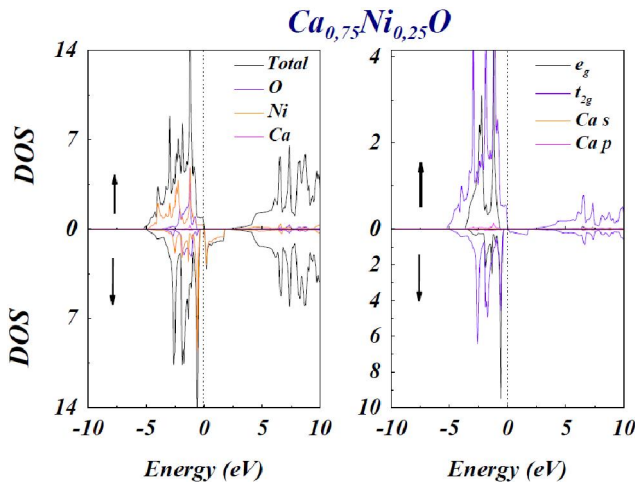 Ca0,75Ni0,25O
14
7
0
7
14
DOS
DOS
Total
O
Ni
Ca
-10 -5 0 5 10
Energy (eV)
4
2
0
2
4
6
8
10
eg
t2g
Ca s
Ca p
-10 -5 0 5 10
Energy (eV)